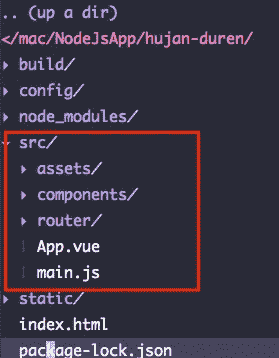 .. (up a dir)
</mac/NodeJsApp/hujan-duren/
▸ build/
▸ config/
▸ node_modules/
▾ src/
▸ assets/
▸ components/
▸ router/
App.vue
main.js
▸ static/
index.html
package-lock.json